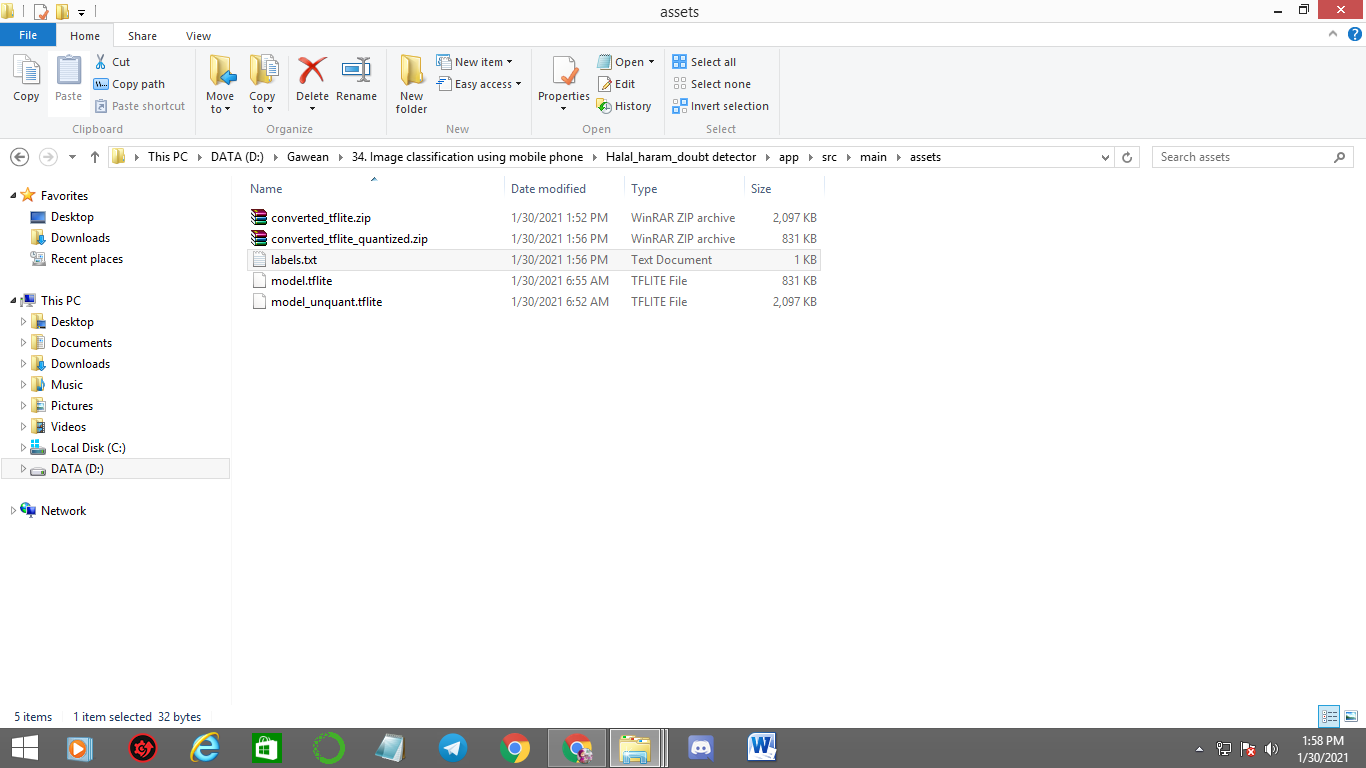 assets
File Home Share View
Copy
Paste
Cut
Copy path
Paste shortcut
Clipboard
Move to
Copy to
Delete
Rename
Organize
New folder
New item
Easy access
New
Properties
Open
Edit
History
Open
Select all
Select none
Invert selection
Select
This PC DATA (D:) Gawean 34. Image classification using mobile phone Halal_haram_doubt detector app src main assets
Search assets
Favorites
Desktop
Downloads
Recent places
This PC
Desktop
Documents
Downloads
Music
Pictures
Videos
Local Disk (C:)
DATA (D:)
Network
Name Date modified Type Size
converted_tflite.zip 1/30/2021 1:52 PM WinRAR ZIP archive 2,097 KB
converted_tflite_quantized.zip 1/30/2021 1:56 PM WinRAR ZIP archive 831 KB
labels.txt 1/30/2021 1:56 PM Text Document 1 KB
model.tflite 1/30/2021 6:55 AM TFLITE File 831 KB
model_unquant.tflite 1/30/2021 6:52 AM TFLITE File 2,097 KB
5 items 1 item selected 32 bytes
1:58 PM
1/30/2021